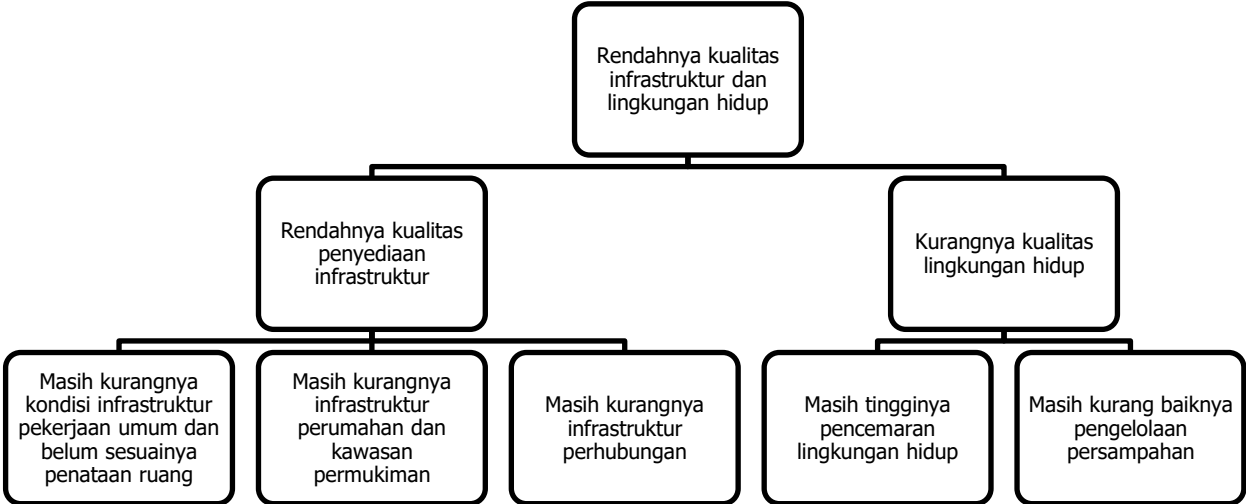 Rendahnya kualitas
infrastruktur dan
lingkungan hidup
Rendahnya kualitas
penyediaan
infrastruktur
Kurangnya kualitas
lingkungan hidup
Masih kurangnya
kondisi infrastruktur
pekerjaan umum dan
belum sesuainya
penataan ruang
Masih kurangnya
infrastruktur
perumahan dan
kawasan
permukiman
Masih kurangnya
infrastruktur
perhubungan
Masih tingginya
pencemaran
lingkungan hidup
Masih kurang baiknya
pengelolaan
persampahan